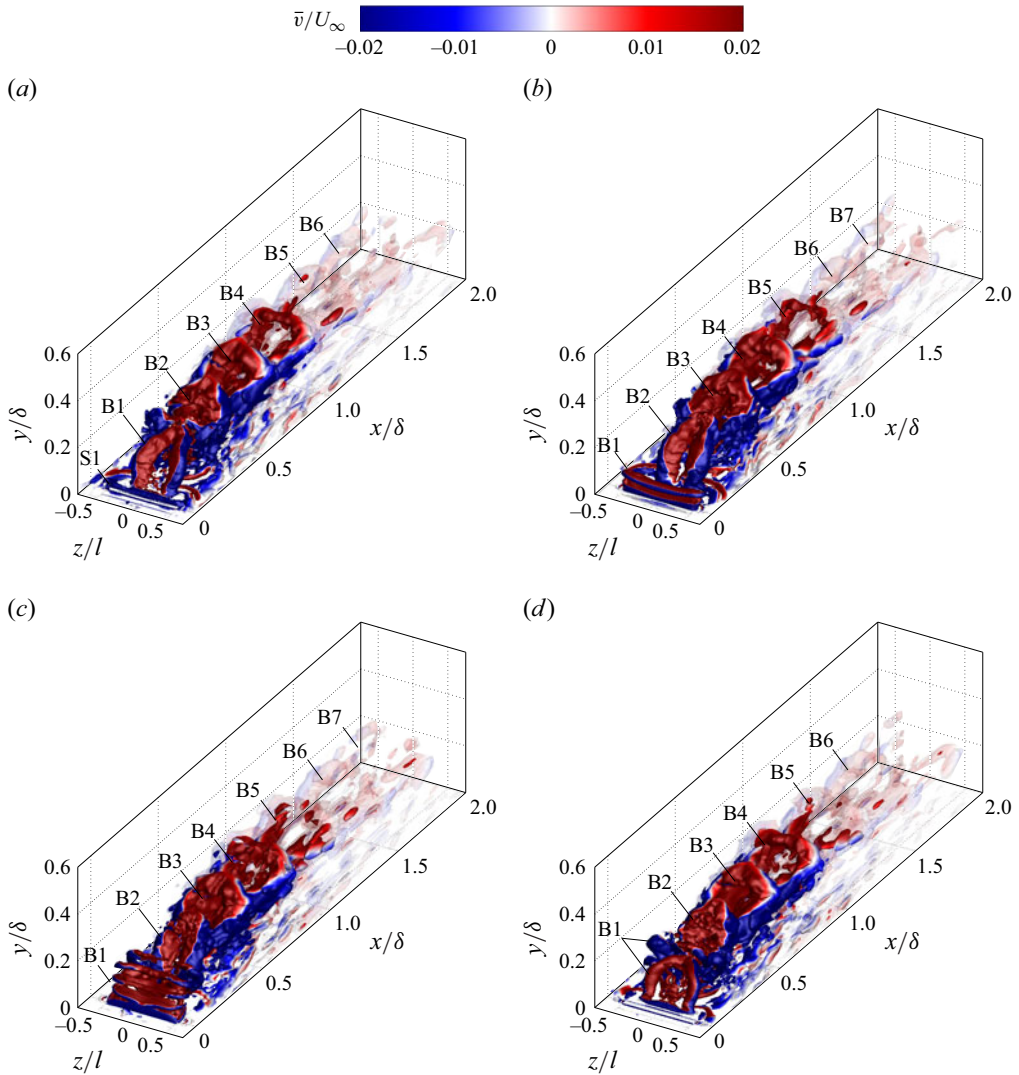 v̄/U∞
−0.02 −0.01 0 0.01 0.02
(a) (b)
B7
B6 B6
B5
B4 2.0 B5 2.0
B3 B4
0.6 1.5 0.6 1.5
B2 B3
0.4 0.4
B1 1.0 B2 1.0
y/δ 0.2 x/δ y/δ 0.2 x/δ
S1 0.5 B1 0.5
0 0
−0.5 0 0.5 0 −0.5 0 0.5 0
z/l z/l
(c) (d)
B7
B6 B6
B5 B5
2.0 2.0
B4 B4
B3 B3
0.6 1.5 0.6 1.5
B2 B2
0.4 0.4
B1 1.0 B1 1.0
y/δ 0.2 x/δ y/δ 0.2 x/δ
0.5 0.5
0 0
−0.5 0 0.5 0 −0.5 0 0.5 0
z/l z/l